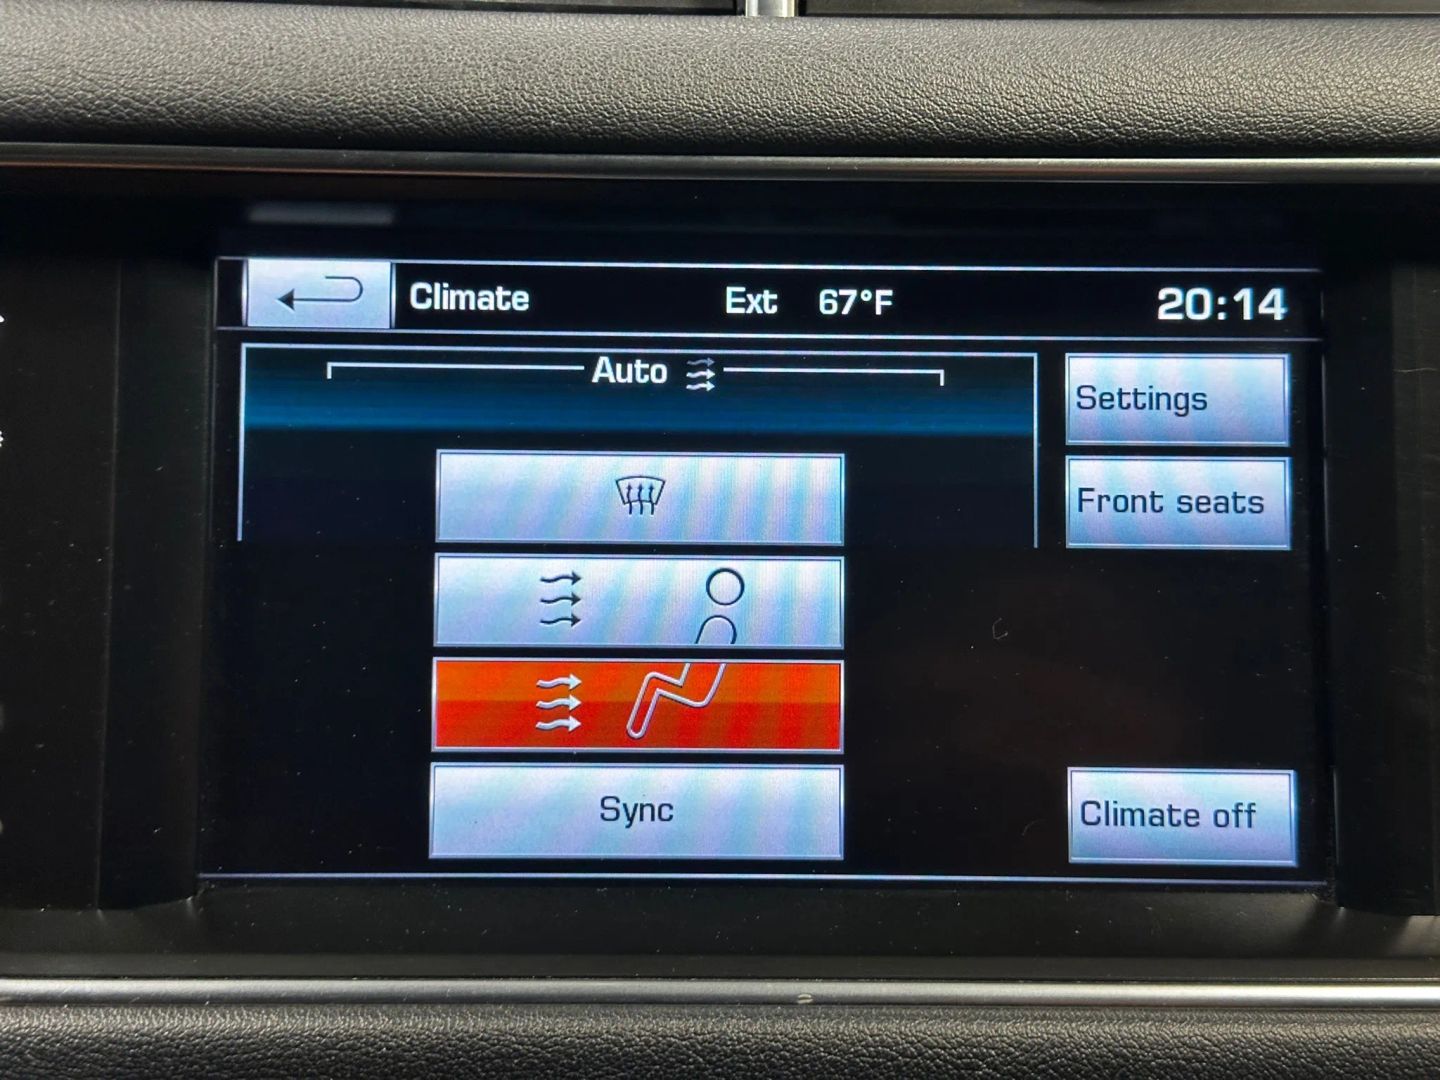 Climate Ext 67°F 20:14
Auto
Settings
Front seats
Sync
Climate off